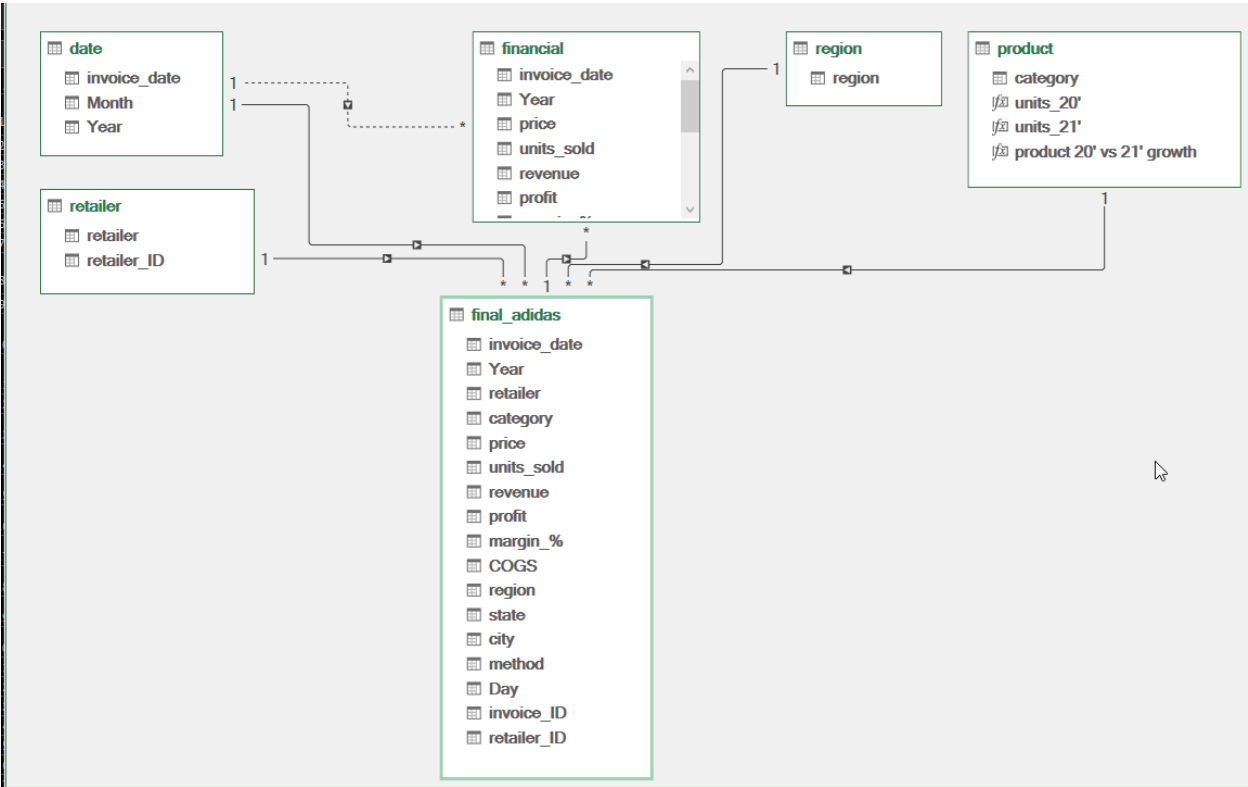 date
invoice_date
Month
Year
retailer
retailer
retailer_ID
financial
invoice_date
Year
price
units_sold
revenue
profit
region
region
product
category
units_20'
units_21'
product 20' vs 21' growth
1
1
*
1
*
1
1
* * 1 * *
final_adidas
invoice_date
Year
retailer
category
price
units_sold
revenue
profit
margin_%
COGS
region
state
city
method
Day
invoice_ID
retailer_ID